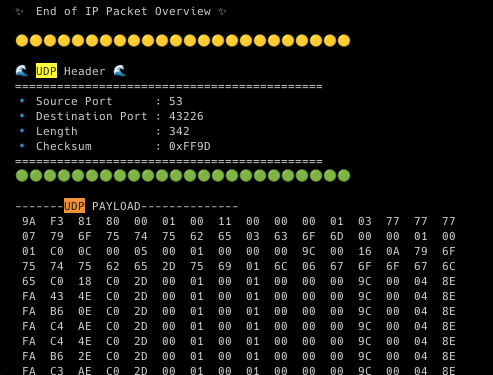 ✨ End of IP Packet Overview ✨
🌊 UDP Header 🌊
============================================
🔹 Source Port : 53
🔹 Destination Port : 43226
🔹 Length : 342
🔹 Checksum : 0xFF9D
============================================
-------UDP PAYLOAD--------------
9A F3 81 80 00 01 00 11 00 00 00 01 03 77 77 77
07 79 6F 75 74 75 62 65 03 63 6F 6D 00 00 01 00
01 C0 0C 00 05 00 01 00 00 00 9C 00 16 0A 79 6F
75 74 75 62 65 2D 75 69 01 6C 06 67 6F 6F 67 6C
65 C0 18 C0 2D 00 01 00 01 00 00 00 9C 00 04 8E
FA 43 4E C0 2D 00 01 00 01 00 00 00 9C 00 04 8E
FA B6 0E C0 2D 00 01 00 01 00 00 00 9C 00 04 8E
FA C4 AE C0 2D 00 01 00 01 00 00 00 9C 00 04 8E
FA C4 4E C0 2D 00 01 00 01 00 00 00 9C 00 04 8E
FA B6 2E C0 2D 00 01 00 01 00 00 00 9C 00 04 8E
FA C3 AE C0 2D 00 01 00 01 00 00 00 9C 00 04 8E